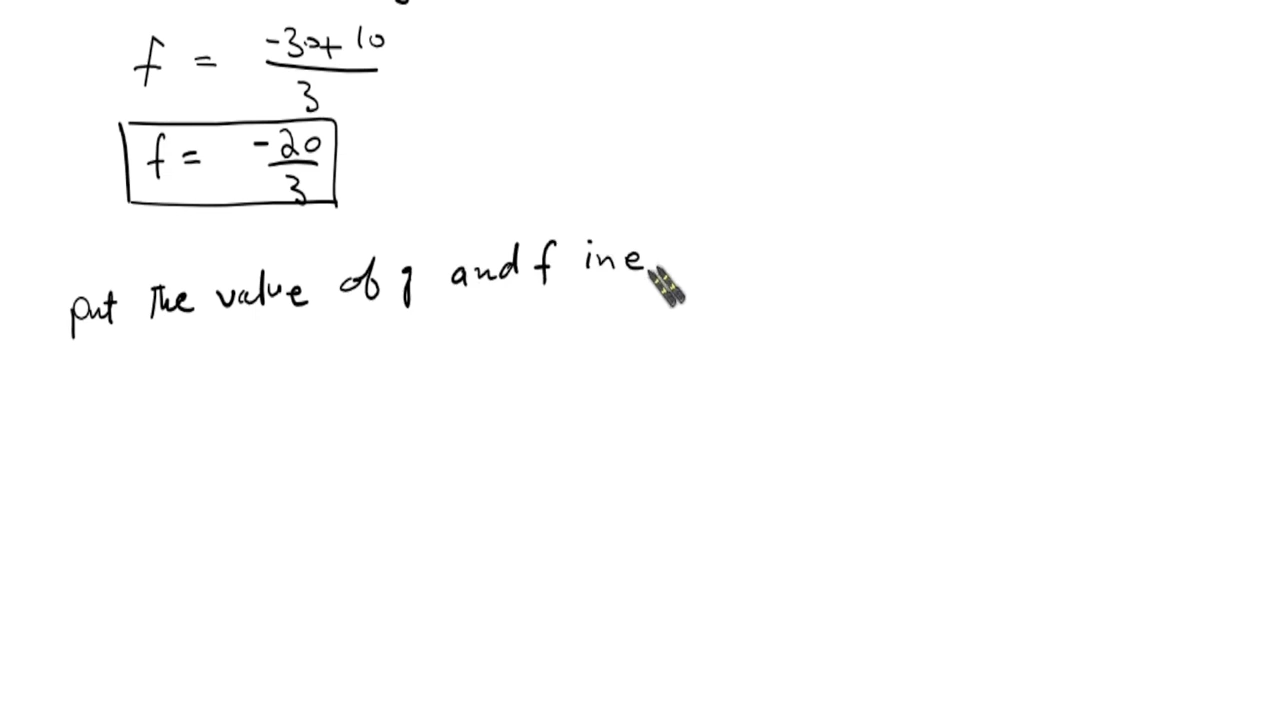 f = -30+10
3
f = -20
3
put The value of g and f in e